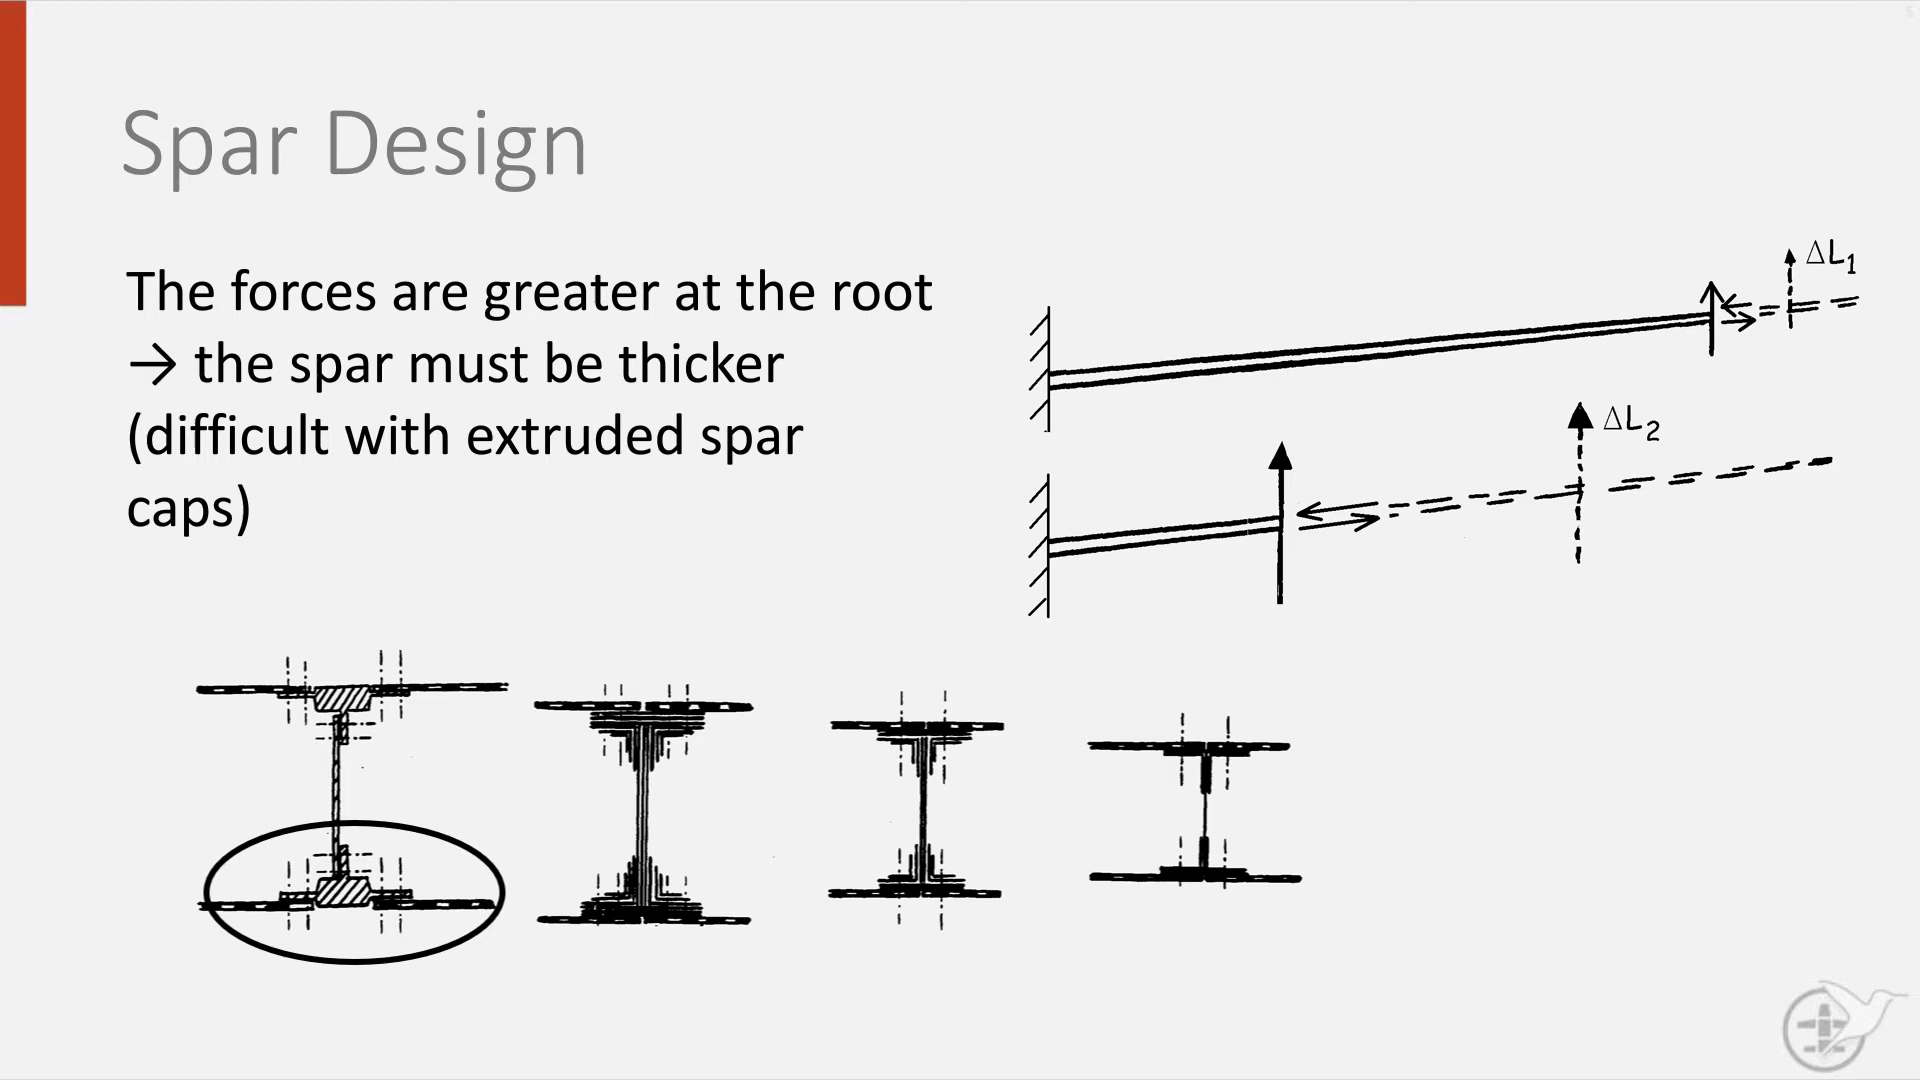 Spar Design
The forces are greater at the root
→ the spar must be thicker
(difficult with extruded spar
caps)
ΔL₁
ΔL₂